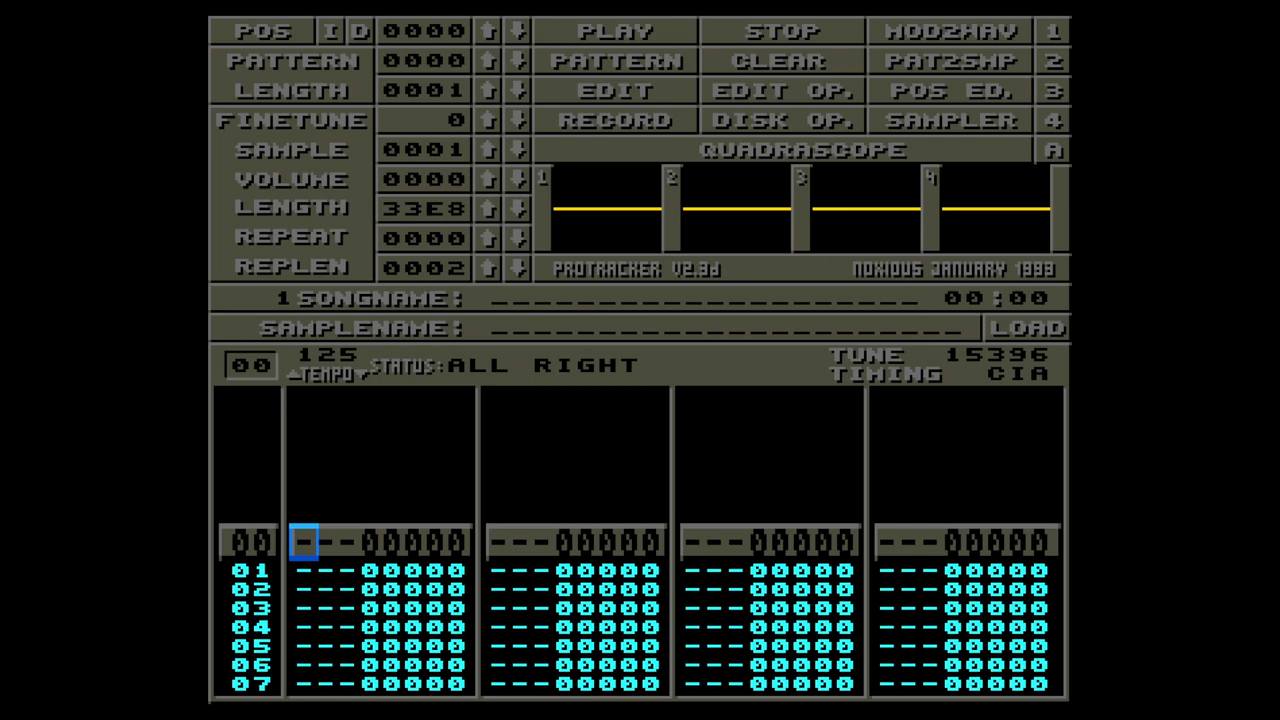 POS I D 0000 PLAY STOP MOD2WAV 1
PATTERN 0000 PATTERN CLEAR PAT2SMP 2
LENGTH 0001 EDIT EDIT OP. POS ED. 3
FINETUNE 0 RECORD DISK OP. SAMPLER 4
SAMPLE 0001 QUADRASCOPE A
VOLUME 0000 1 2 3 4
LENGTH 33E8
REPEAT 0000
REPLEN 0002 PROTRACKER V2.3d NOXIOUS JANUARY 1993
1 SONGNAME: ____________________ 00:00
SAMPLENAME: ______________________ LOAD
00 125 TUNE 15396
TEMPO STATUS: ALL RIGHT TIMING CIA
00 ---00000 ---00000 ---00000 ---00000
01 ---00000 ---00000 ---00000 ---00000
02 ---00000 ---00000 ---00000 ---00000
03 ---00000 ---00000 ---00000 ---00000
04 ---00000 ---00000 ---00000 ---00000
05 ---00000 ---00000 ---00000 ---00000
06 ---00000 ---00000 ---00000 ---00000
07 ---00000 ---00000 ---00000 ---00000